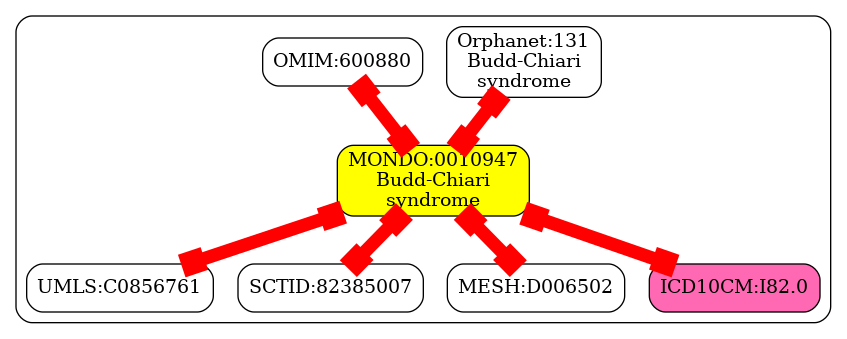 OMIM:600880
Orphanet:131
Budd-Chiari
syndrome
MONDO:0010947
Budd-Chiari
syndrome
UMLS:C0856761
SCTID:82385007
MESH:D006502
ICD10CM:I82.0